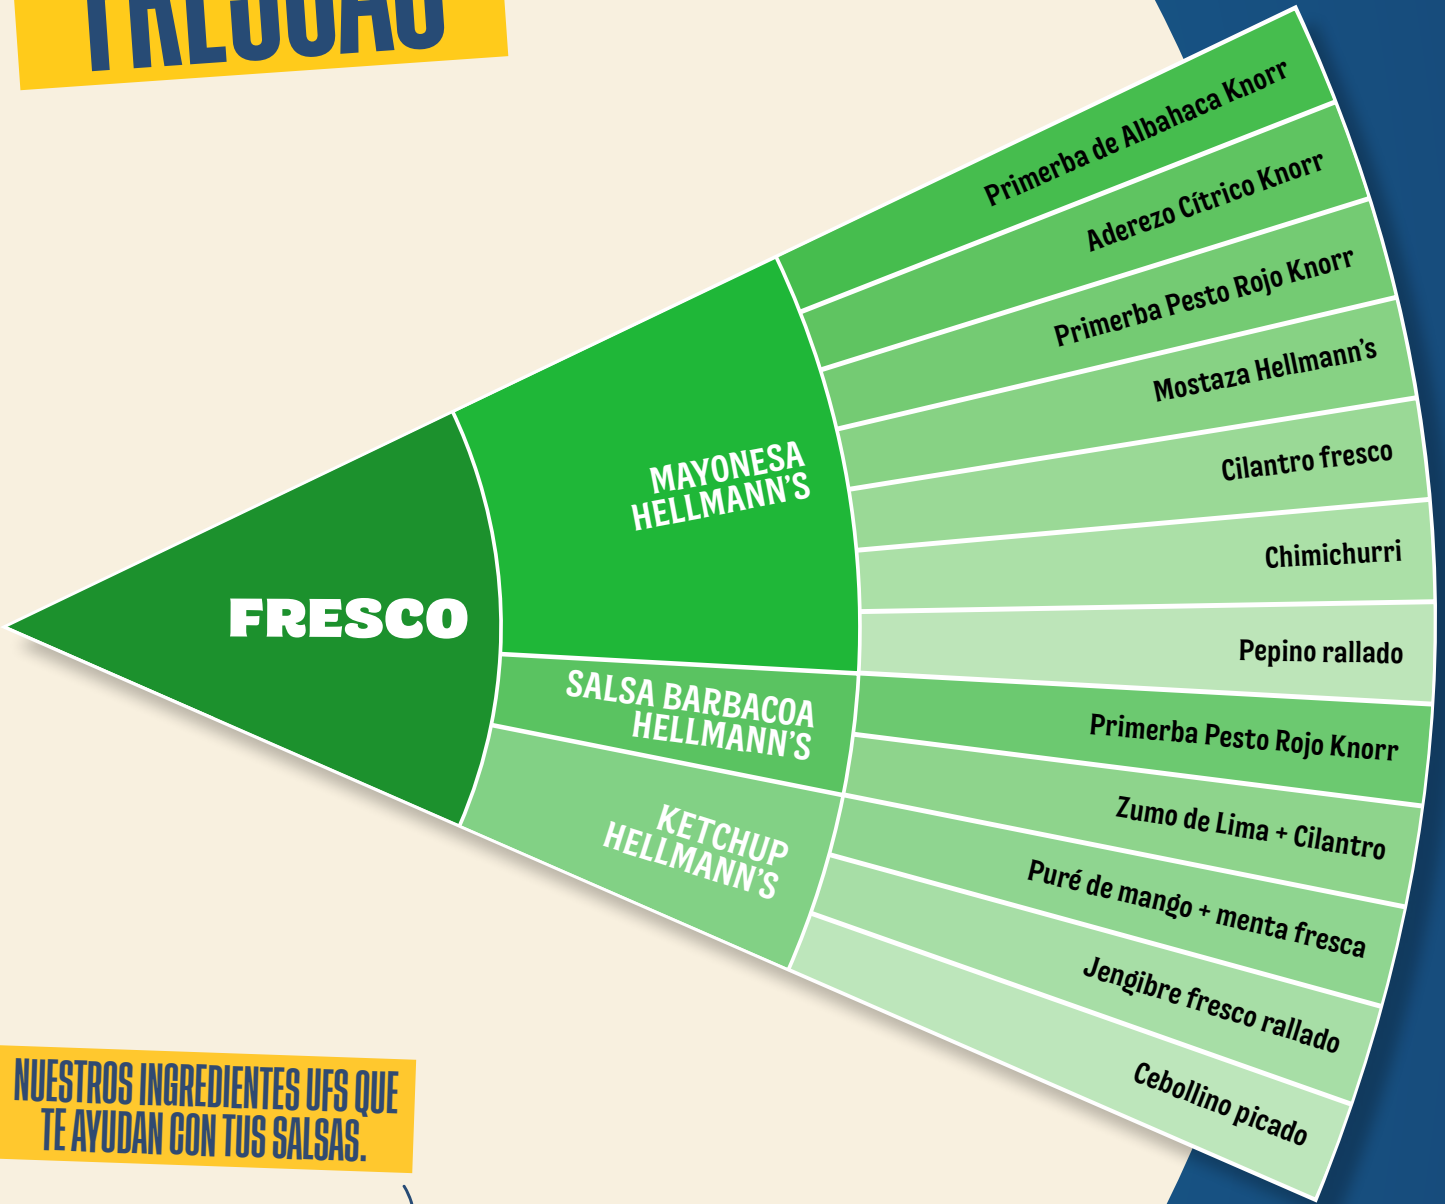 Primerba de Albahaca Knorr
Aderezo Cítrico Knorr
Primerba Pesto Rojo Knorr
Mostaza Hellmann's
Cilantro fresco
Chimichurri
Pepino rallado
MAYONESA
HELLMANN'S
FRESCO
SALSA BARBACOA
HELLMANN'S
Primerba Pesto Rojo Knorr
Zumo de Lima + Cilantro
KETCHUP
HELLMANN'S
Puré de mango + menta fresca
Jengibre fresco rallado
Cebollino picado
NUESTROS INGREDIENTES UFS QUE
TE AYUDAN CON TUS SALSAS.